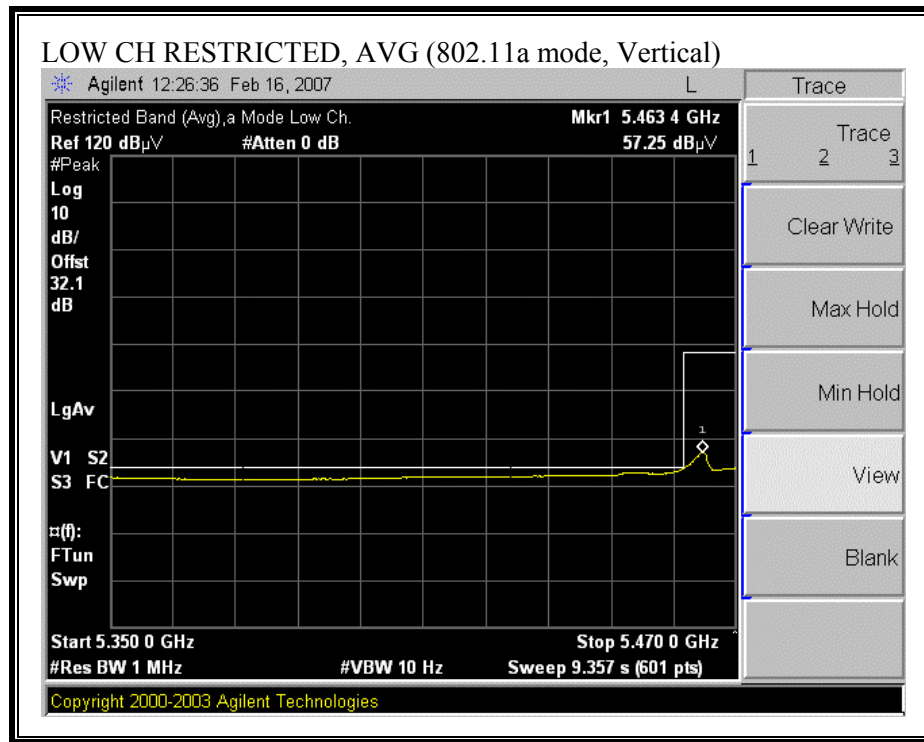 LOW CH RESTRICTED, AVG (802.11a mode, Vertical)
Agilent 12:26:36 Feb 16, 2007 L Trace
Restricted Band (Avg),a Mode Low Ch. Mkr1 5.463 4 GHz
Ref 120 dBµV #Atten 0 dB 57.25 dBµV
#Peak
Log
10
dB/
Offst
32.1
dB
LgAv
V1 S2
S3 FC
¤(f):
FTun
Swp
1
Start 5.350 0 GHz Stop 5.470 0 GHz ^
#Res BW 1 MHz #VBW 10 Hz Sweep 9.357 s (601 pts)
Copyright 2000-2003 Agilent Technologies
Trace
1 2 3
Clear Write
Max Hold
Min Hold
View
Blank